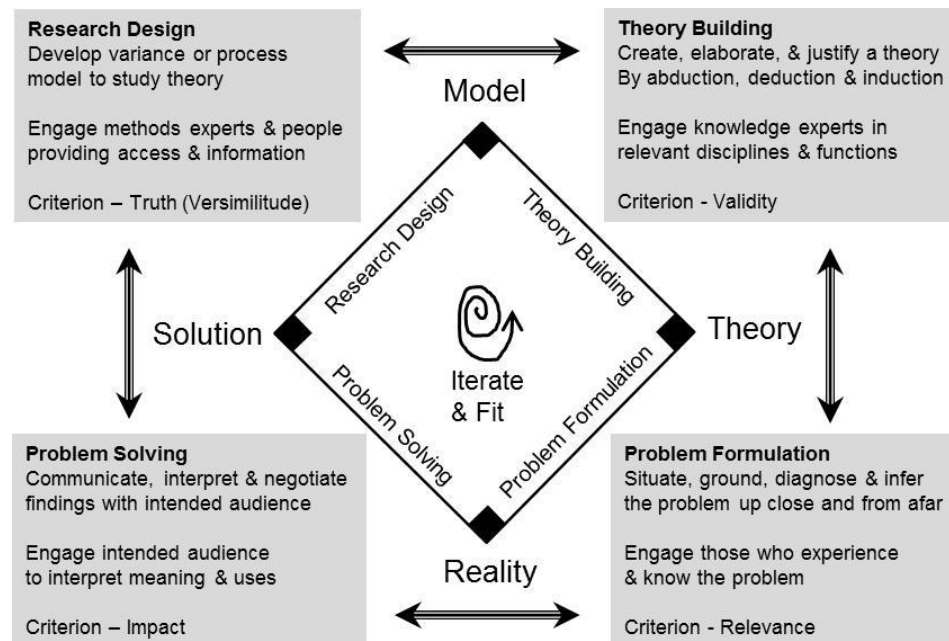 Research Design
Develop variance or process
model to study theory
Engage methods experts & people
providing access & information
Criterion – Truth (Versimilitude)
Theory Building
Create, elaborate, & justify a theory
By abduction, deduction & induction
Engage knowledge experts in
relevant disciplines & functions
Criterion - Validity
Model
Research Design
Theory Building
Solution
Theory
Iterate
& Fit
Problem Solving
Problem Formulation
Reality
Problem Solving
Communicate, interpret & negotiate
findings with intended audience
Engage intended audience
to interpret meaning & uses
Criterion – Impact
Problem Formulation
Situate, ground, diagnose & infer
the problem up close and from afar
Engage those who experience
& know the problem
Criterion - Relevance